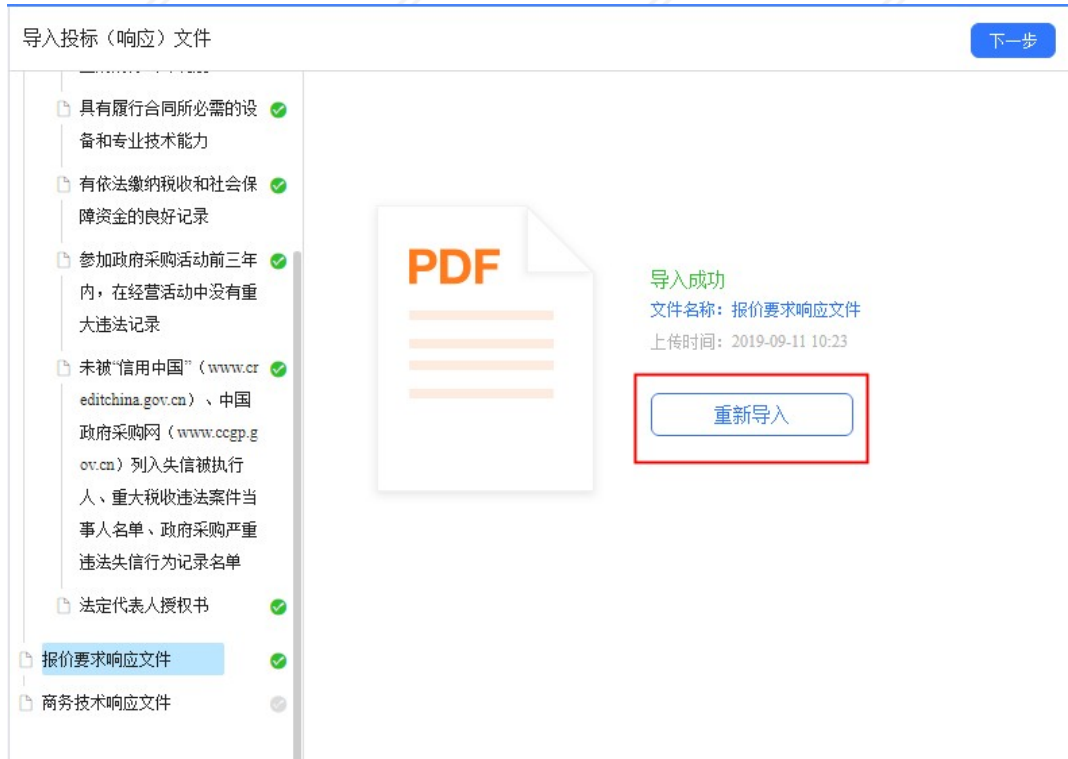 导入投标（响应）文件
下一步
具有履行合同所必需的设
备和专业技术能力
有依法缴纳税收和社会保
障资金的良好记录
参加政府采购活动前三年
内，在经营活动中没有重
大违法记录
未被“信用中国”（www.cr
editchina.gov.cn）、中国
政府采购网（www.ccgp.g
ov.cn）列入失信被执行
人、重大税收违法案件当
事人名单、政府采购严重
违法失信行为记录名单
法定代表人授权书
报价要求响应文件
商务技术响应文件
PDF
导入成功
文件名称：报价要求响应文件
上传时间：2019-09-11 10:23
重新导入